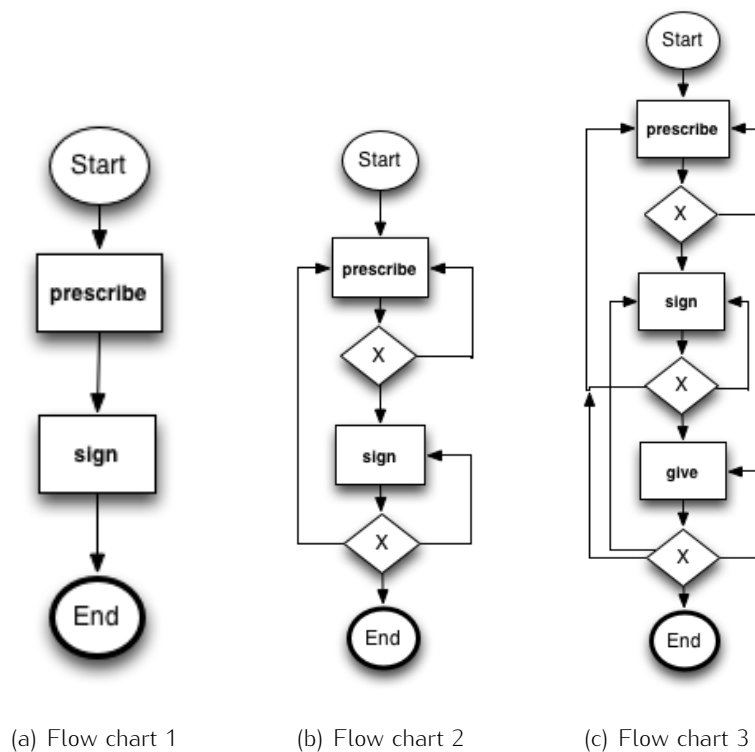 Start
prescribe
sign
End
(a) Flow chart 1
Start
prescribe
X
sign
X
End
(b) Flow chart 2
Start
prescribe
X
sign
X
give
X
End
(c) Flow chart 3